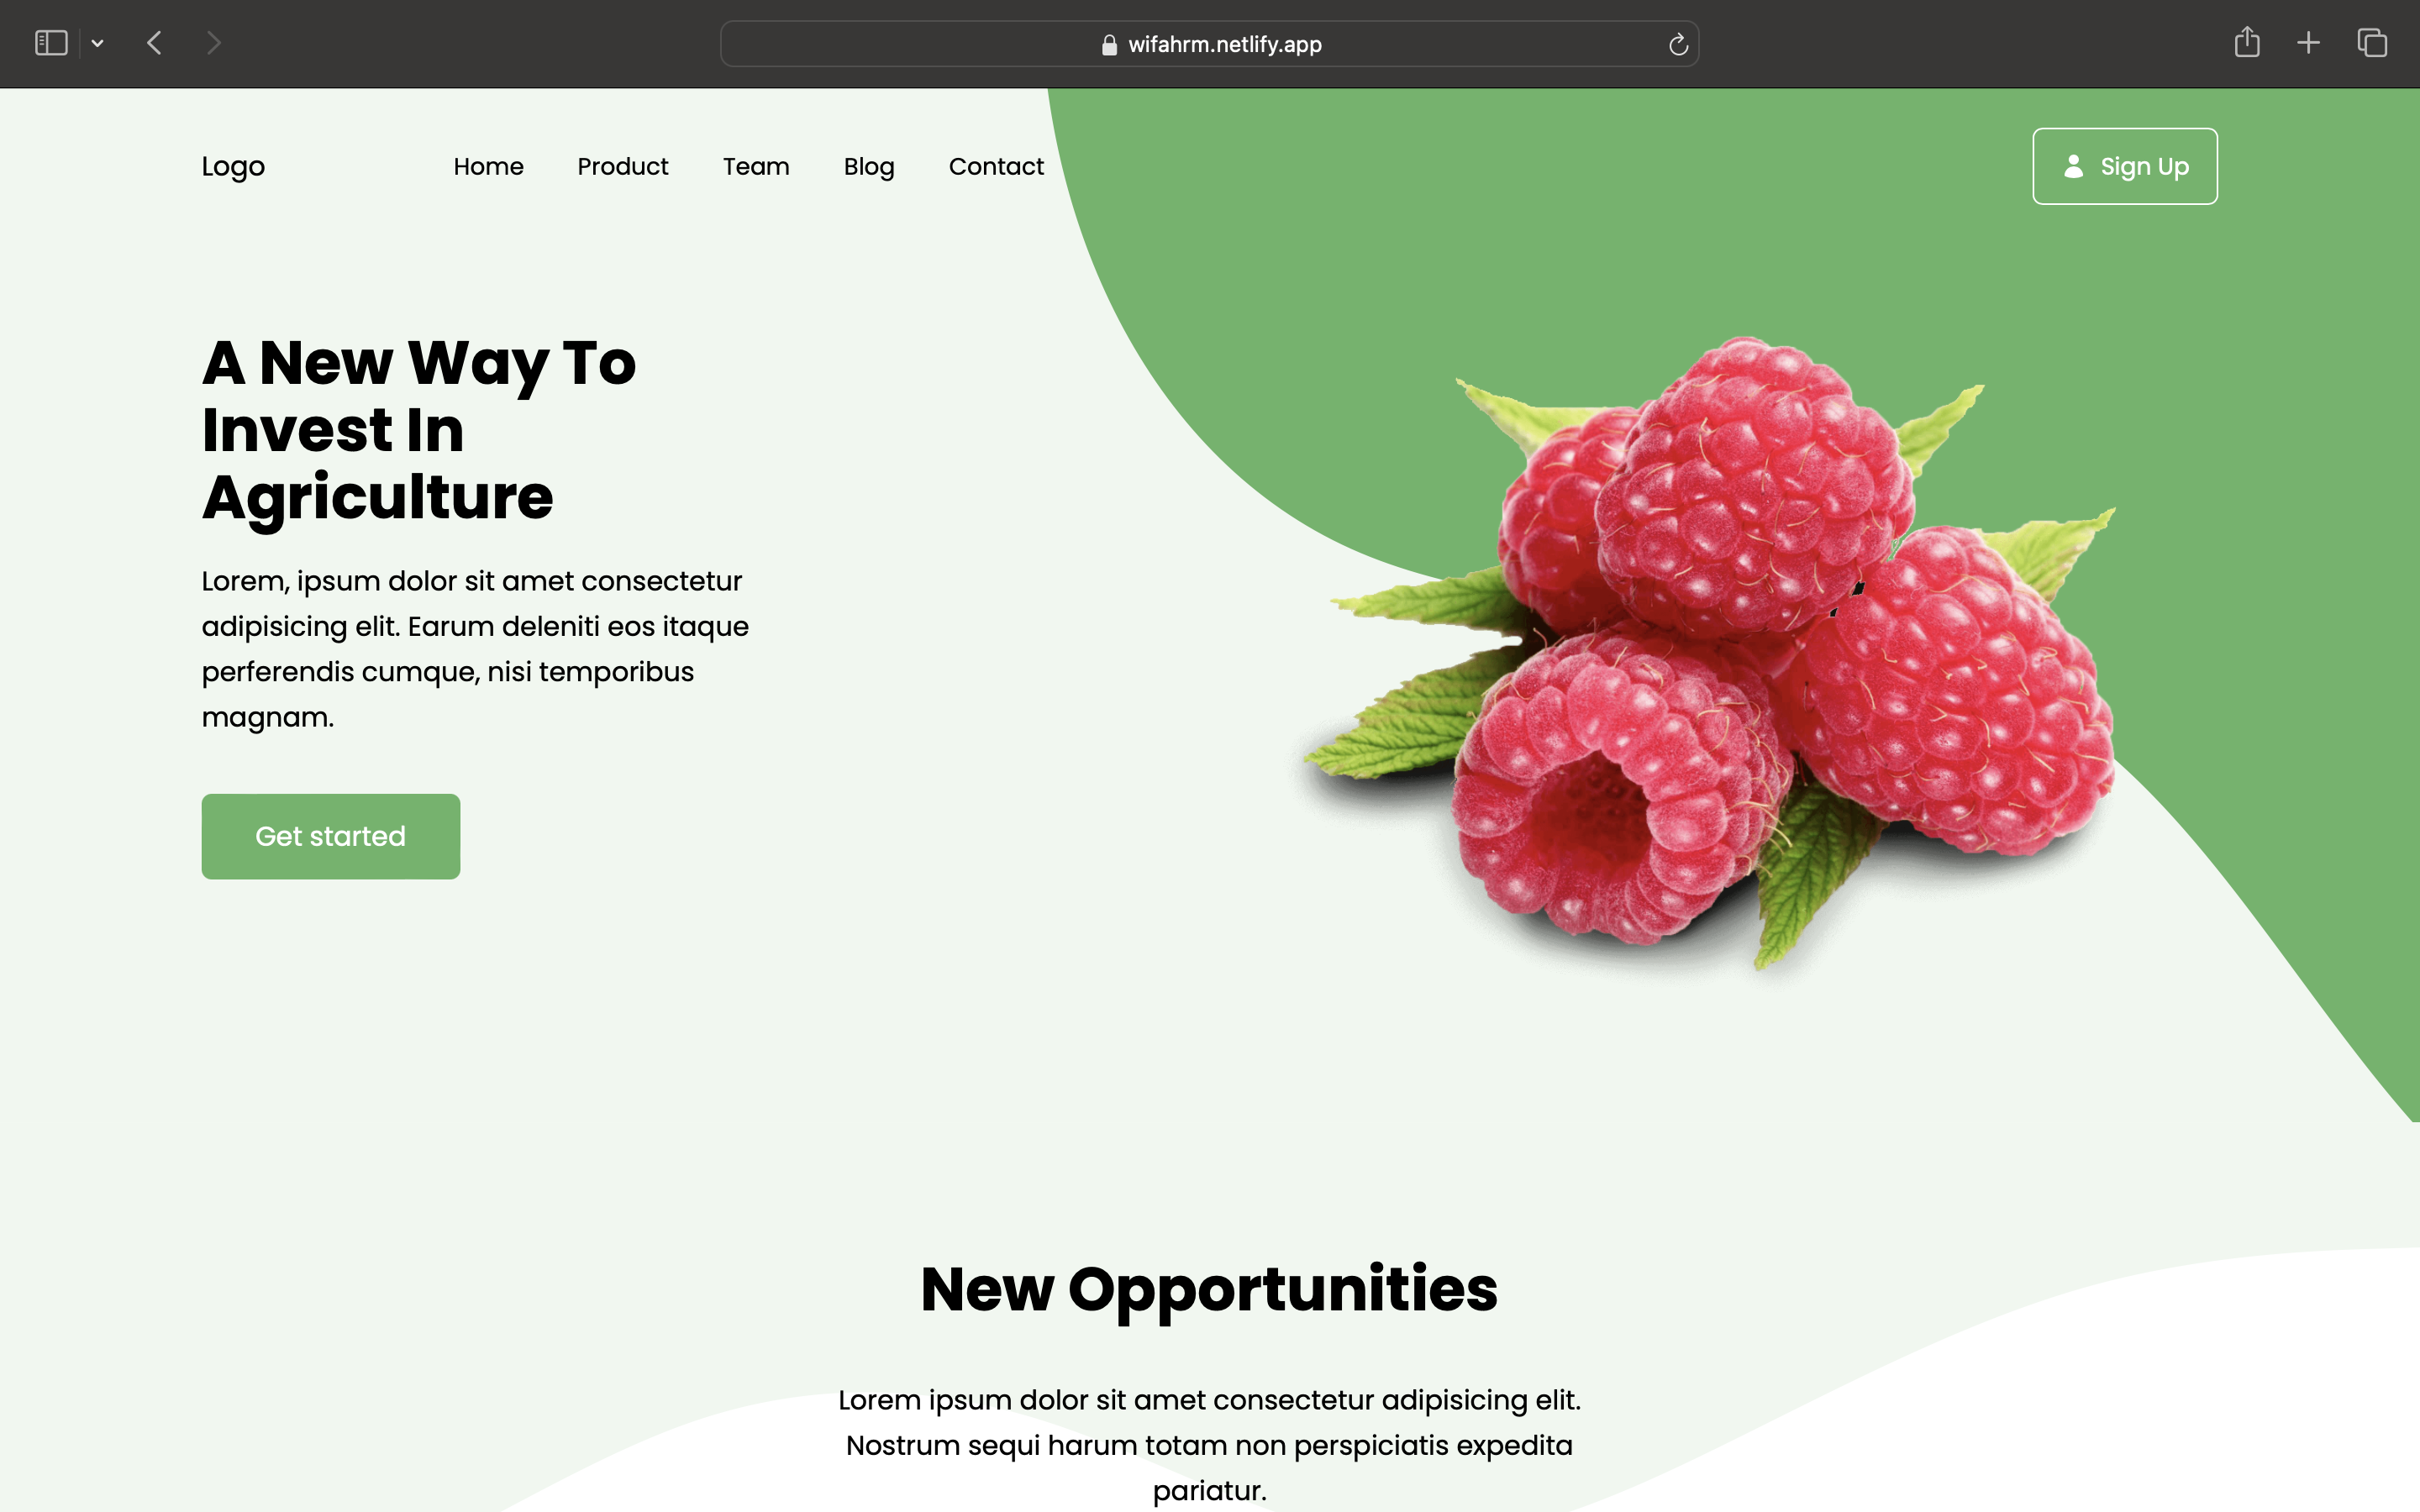 wifahrm.netlify.app
Logo
Home
Product
Team
Blog
Contact
Sign Up
A New Way To
Invest In
Agriculture
Lorem, ipsum dolor sit amet consectetur
adipisicing elit. Earum deleniti eos itaque
perferendis cumque, nisi temporibus
magnam.
Get started
New Opportunities
Lorem ipsum dolor sit amet consectetur adipisicing elit.
Nostrum sequi harum totam non perspiciatis expedita
pariatur.